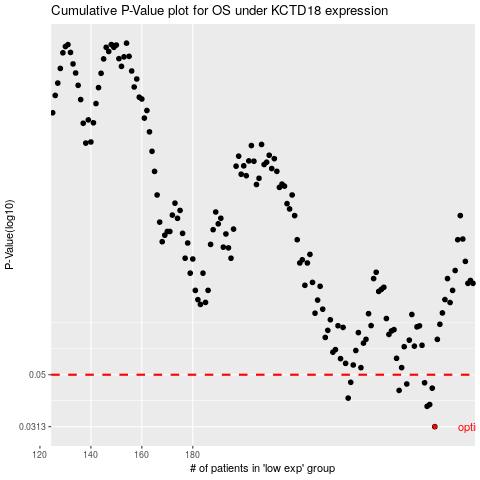 Cumulative P-Value plot for OS under KCTD18 expression
P-Value(log10)
0.05
0.0313
opti
120 140 160 180
# of patients in 'low exp' group